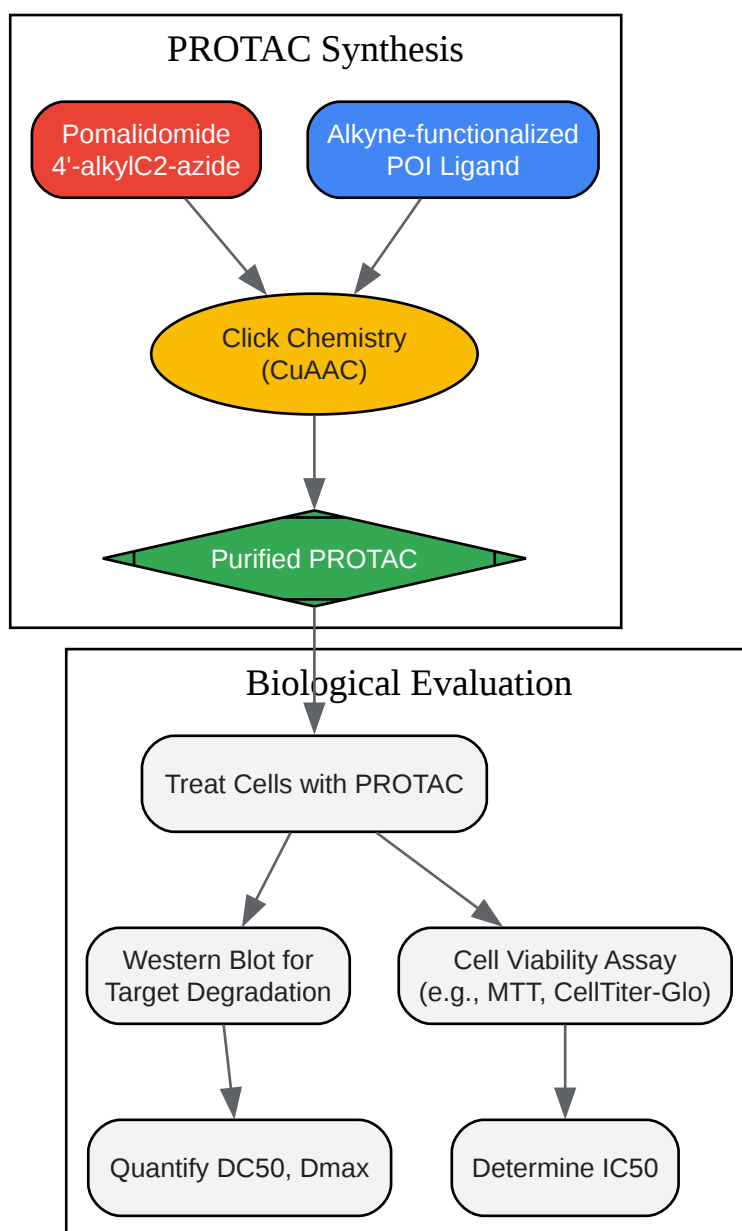 PROTAC Synthesis
Pomalidomide
4'-alkylC2-azide
Alkyne-functionalized
POI Ligand
Click Chemistry
(CuAAC)
Purified PROTAC
Biological Evaluation
Treat Cells with PROTAC
Western Blot for
Target Degradation
Cell Viability Assay
(e.g., MTT, CellTiter-Glo)
Quantify DC50, Dmax
Determine IC50